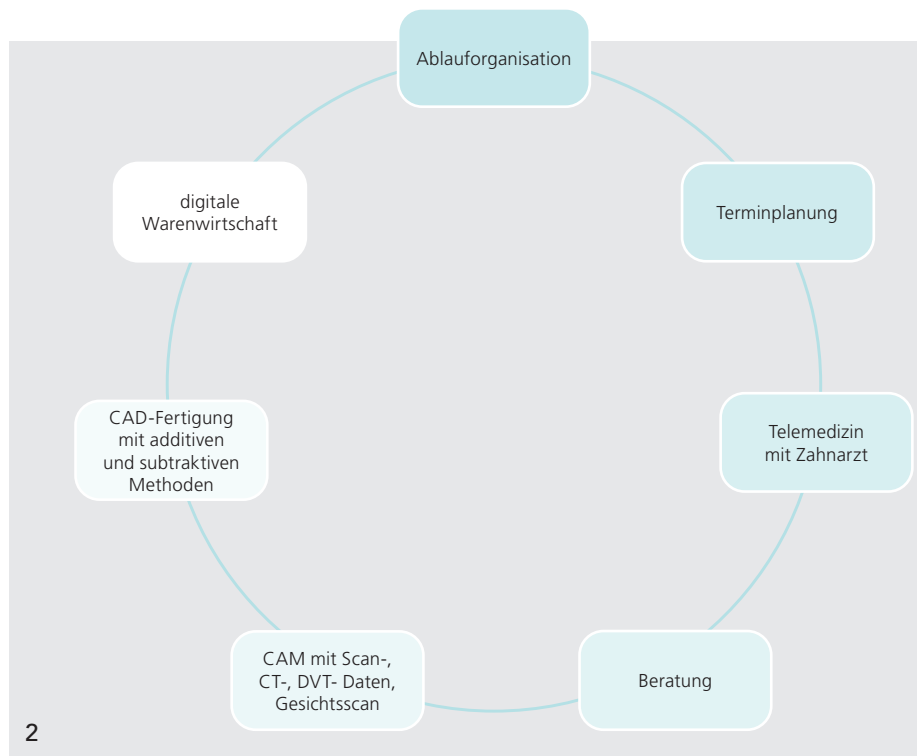 Ablauforganisation
Terminplanung
Telemedizin
mit Zahnarzt
Beratung
CAM mit Scan-,
CT-, DVT- Daten,
Gesichtsscan
CAD-Fertigung
mit additiven
und subtraktiven
Methoden
digitale
Warenwirtschaft
2